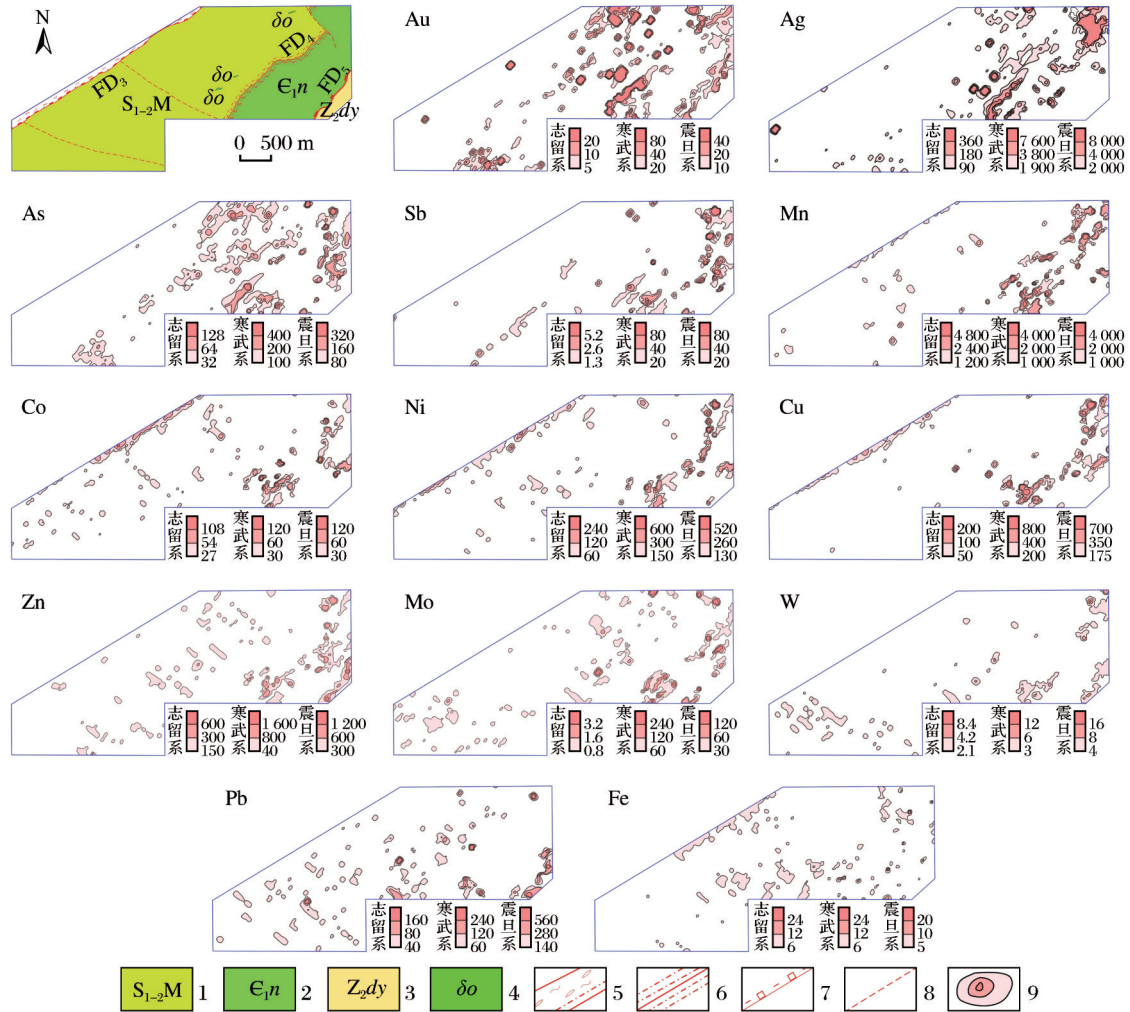 N
FD₃
S₁₋₂M
δο
FD₄
δο
δο
Є₁n
FD₅
Z₂dy
0 500 m
Au
志留系 20 10 5
寒武系 80 40 20
震旦系 40 20 10
Ag
志留系 360 180 90
寒武系 7 600 3 800 1 900
震旦系 8 000 4 000 2 000
As
志留系 128 64 32
寒武系 400 200 100
震旦系 320 160 80
Sb
志留系 5.2 2.6 1.3
寒武系 80 40 20
震旦系 80 40 20
Mn
志留系 4 800 2 400 1 200
寒武系 4 000 2 000 1 000
震旦系 4 000 2 000 1 000
Co
志留系 108 54 27
寒武系 120 60 30
震旦系 120 60 30
Ni
志留系 240 120 60
寒武系 600 300 150
震旦系 520 260 130
Cu
志留系 200 100 50
寒武系 800 400 200
震旦系 700 350 175
Zn
志留系 600 300 150
寒武系 1 600 800 40
震旦系 1 200 600 300
Mo
志留系 3.2 1.6 0.8
寒武系 240 120 60
震旦系 120 60 30
W
志留系 8.4 4.2 2.1
寒武系 12 6 3
震旦系 16 8 4
Pb
志留系 160 80 40
寒武系 240 120 60
震旦系 560 280 140
Fe
志留系 24 12 6
寒武系 24 12 6
震旦系 20 10 5
S₁₋₂M 1 Є₁n 2 Z₂dy 3 δο 4 5 6 7 8 9